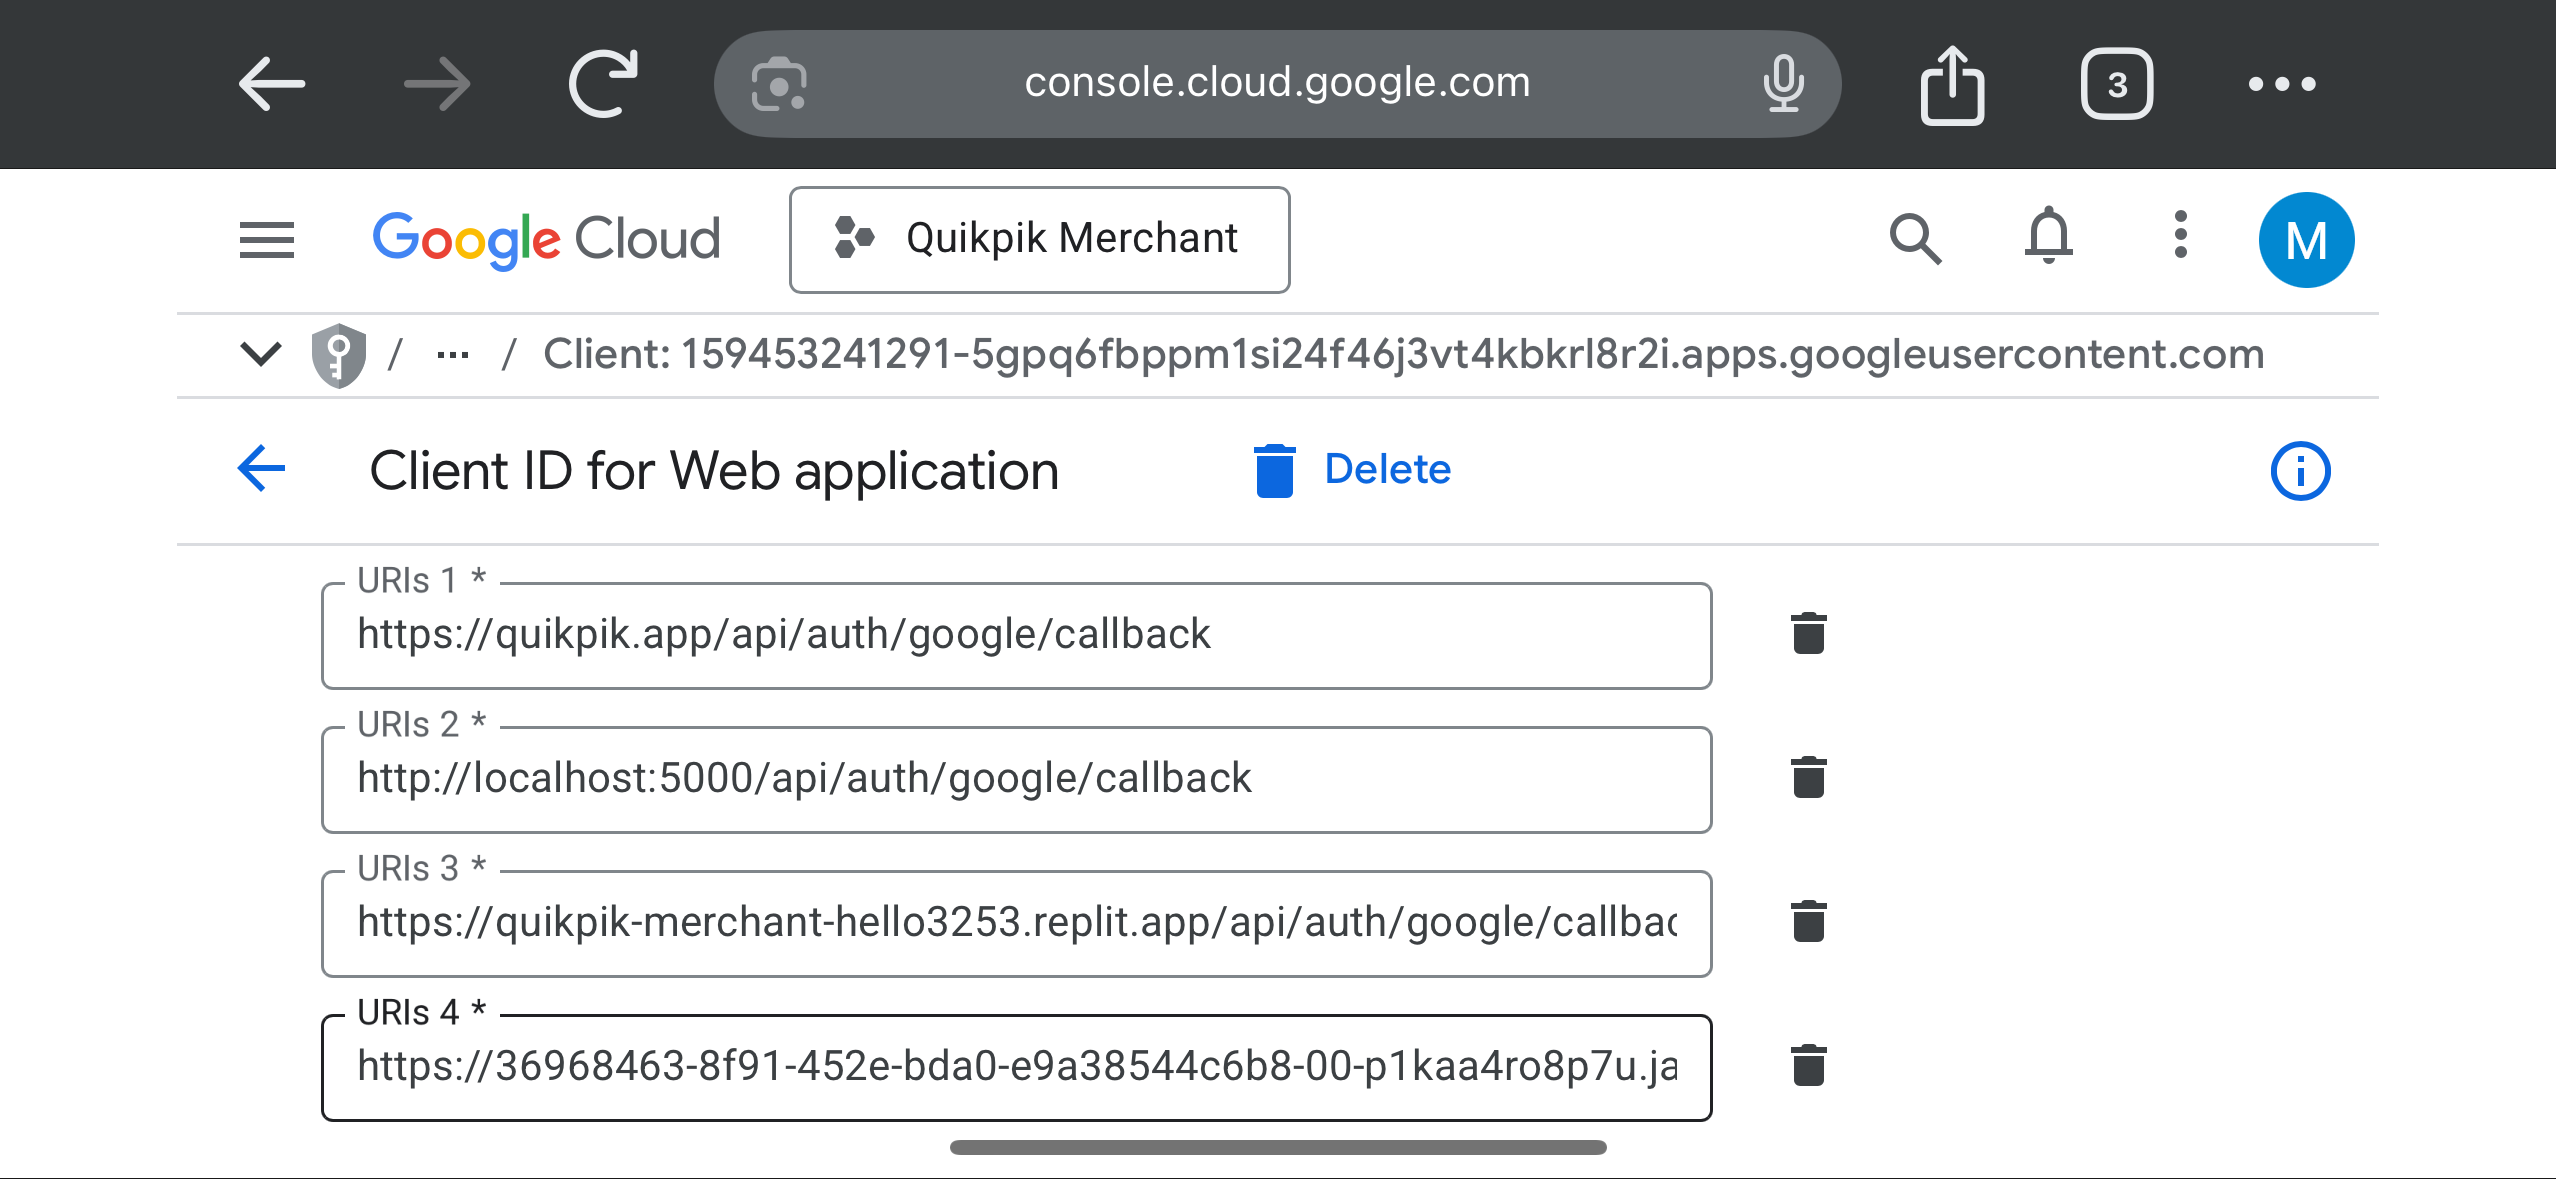 console.cloud.google.com
3
Google Cloud
Quikpik Merchant
M
/ ... / Client: 159453241291-5gpq6fbppm1si24f46j3vt4kbkrl8r2i.apps.googleusercontent.com
Client ID for Web application
Delete
URIs 1 *
https://quikpik.app/api/auth/google/callback
URIs 2 *
http://localhost:5000/api/auth/google/callback
URIs 3 *
https://quikpik-merchant-hello3253.replit.app/api/auth/google/callbac
URIs 4 *
https://36968463-8f91-452e-bda0-e9a38544c6b8-00-p1kaa4ro8p7u.ja